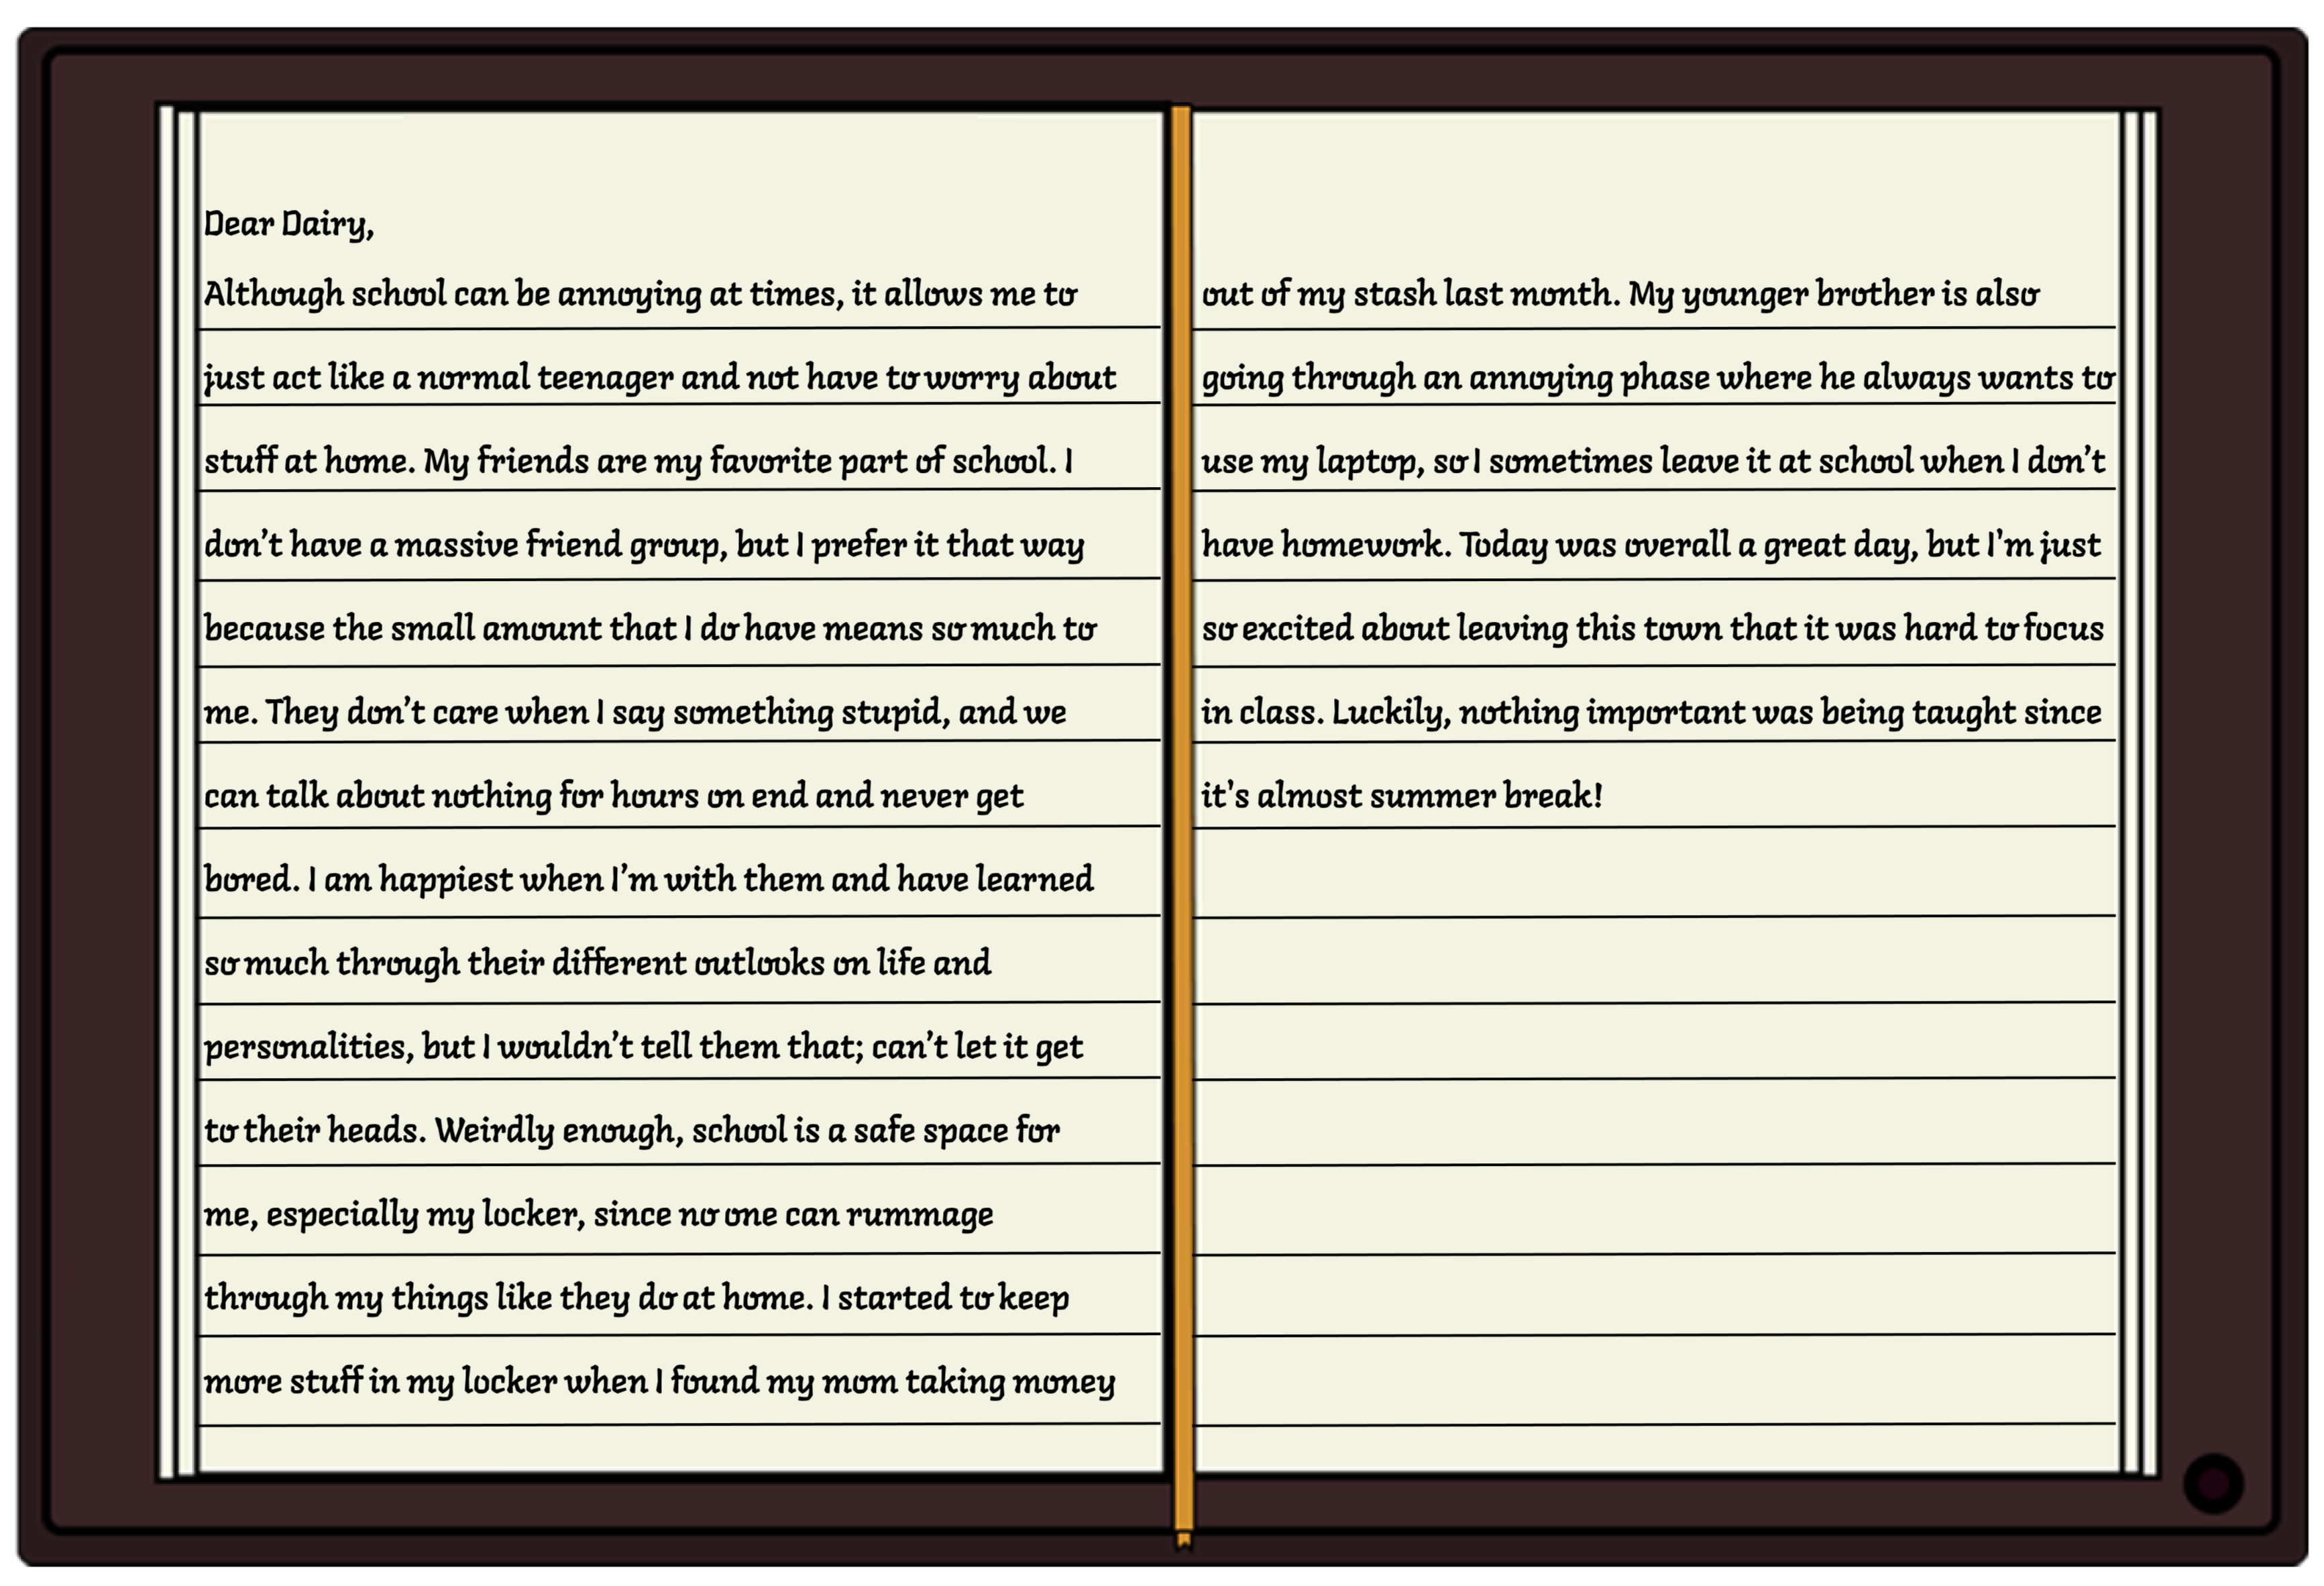 Dear Dairy,
Although school can be annoying at times, it allows me to
just act like a normal teenager and not have to worry about
stuff at home. My friends are my favorite part of school. I
don't have a massive friend group, but I prefer it that way
because the small amount that I do have means so much to
me. They don't care when I say something stupid, and we
can talk about nothing for hours on end and never get
bored. I am happiest when I'm with them and have learned
so much through their different outlooks on life and
personalities, but I wouldn't tell them that; can't let it get
to their heads. Weirdly enough, school is a safe space for
me, especially my locker, since no one can rummage
through my things like they do at home. I started to keep
more stuff in my locker when I found my mom taking money
out of my stash last month. My younger brother is also
going through an annoying phase where he always wants to
use my laptop, so I sometimes leave it at school when I don't
have homework. Today was overall a great day, but I'm just
so excited about leaving this town that it was hard to focus
in class. Luckily, nothing important was being taught since
it's almost summer break!